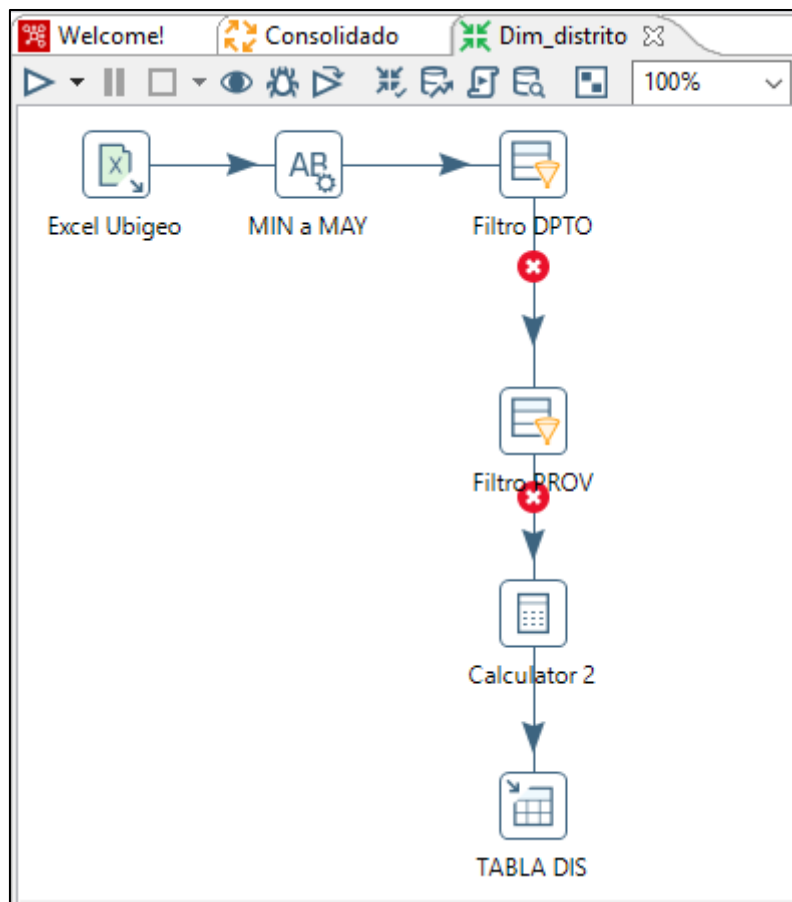 Welcome! Consolidado Dim_distrito
100%
Excel Ubigeo MIN a MAY Filtro DPTO
Filtro PROV
Calculator 2
TABLA DIS